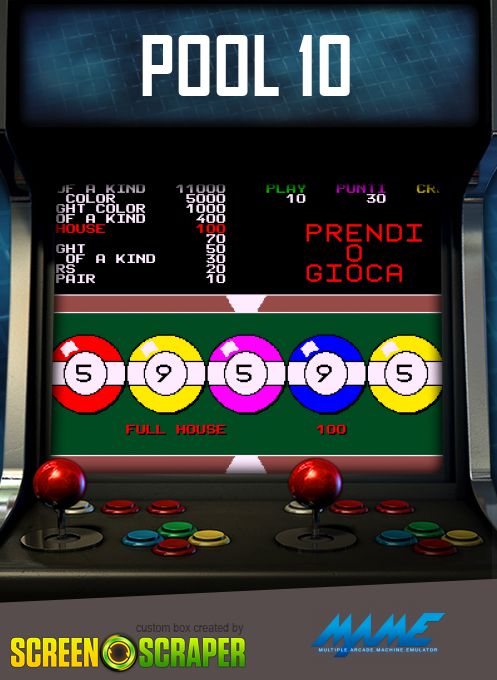 POOL 10
OF A KIND 11000 PLAY PUNTI CR
COLOR 5000 10 30
GHT COLOR 1000
OF A KIND 400
HOUSE 100
70
GHT 50
OF A KIND 30
RS 20
PAIR 10
PRENDI
O
GIOCA
5 9 5 9 5
FULL HOUSE 100
custom box created by
SCREEN SCRAPER
MAME
MULTIPLE ARCADE MACHINE EMULATOR